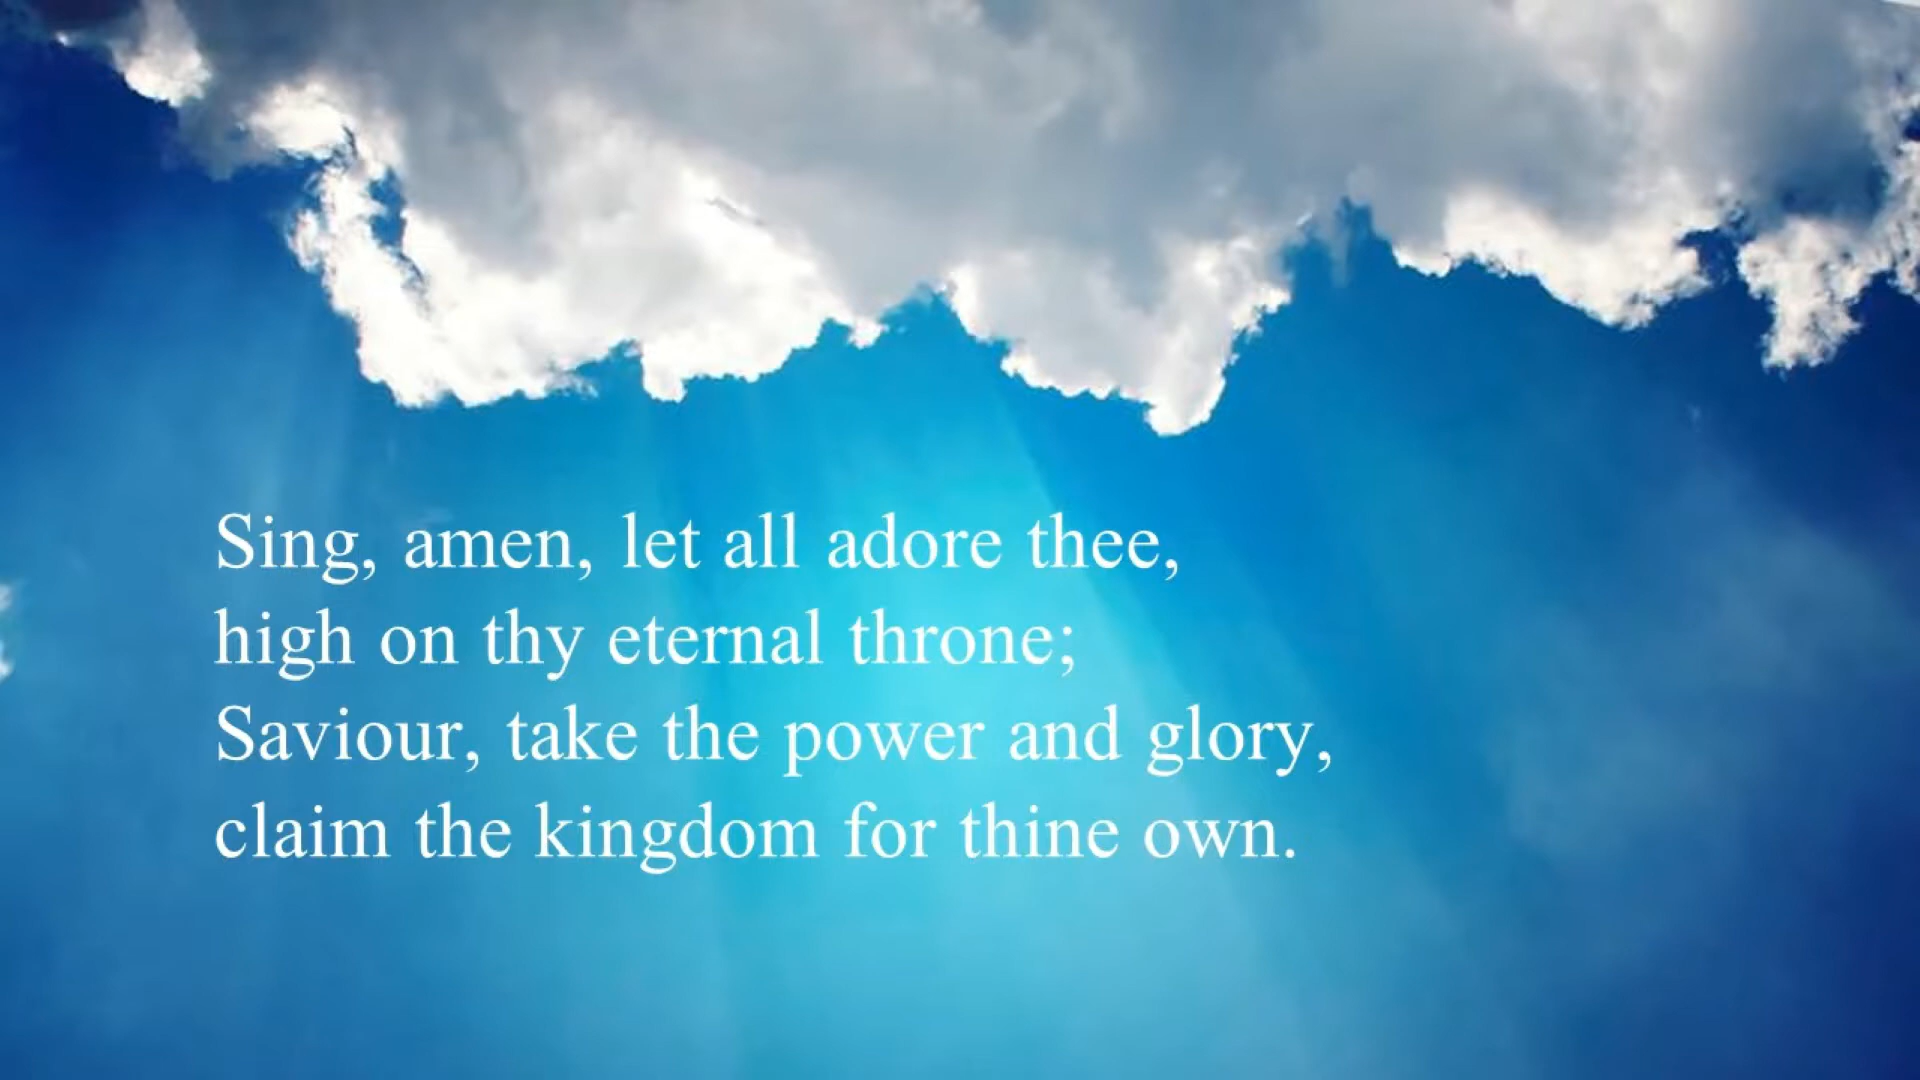 Sing, amen, let all adore thee,
high on thy eternal throne;
Saviour, take the power and glory,
claim the kingdom for thine own.